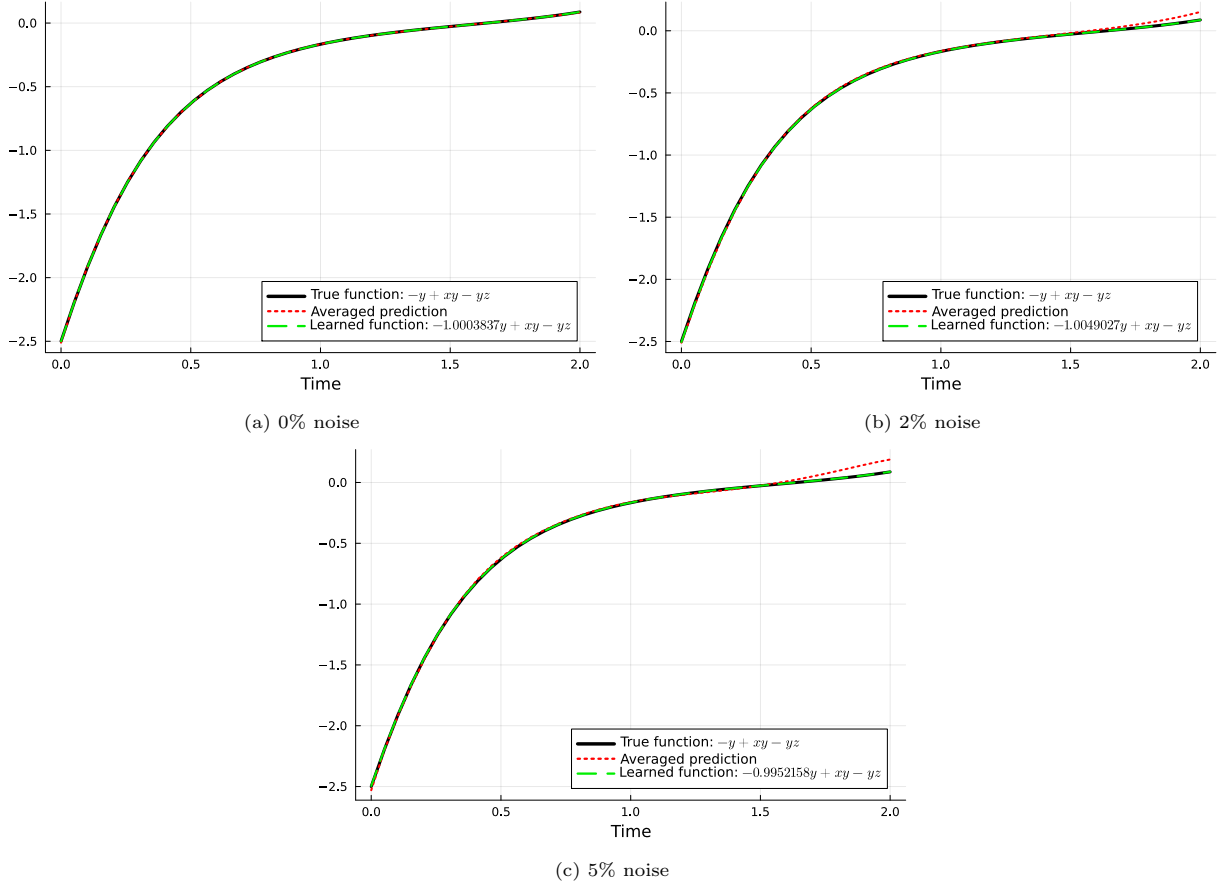 0.0
−0.5
−1.0
−1.5
−2.0
−2.5
0.0 0.5 1.0 1.5 2.0
Time
True function: −y + xy − yz
Averaged prediction
Learned function: −1.0003837y + xy − yz
(a) 0% noise
0.0
−0.5
−1.0
−1.5
−2.0
−2.5
0.0 0.5 1.0 1.5 2.0
Time
True function: −y + xy − yz
Averaged prediction
Learned function: −1.0049027y + xy − yz
(b) 2% noise
0.0
−0.5
−1.0
−1.5
−2.0
−2.5
0.0 0.5 1.0 1.5 2.0
Time
True function: −y + xy − yz
Averaged prediction
Learned function: −0.9952158y + xy − yz
(c) 5% noise